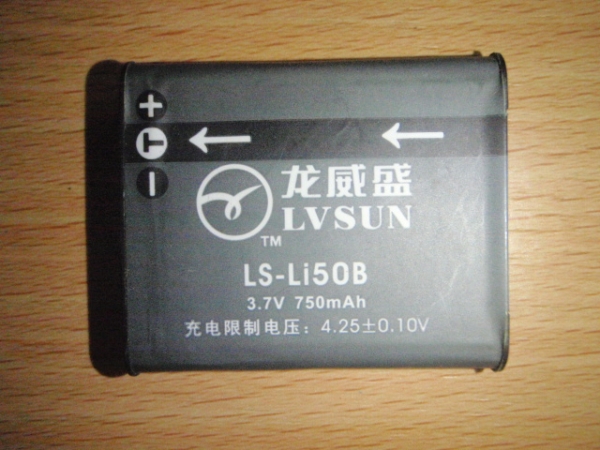 +
T
−
龙威盛
LVSUN
TM
LS-Li50B
3.7V 750mAh
充电限制电压：4.25±0.10V